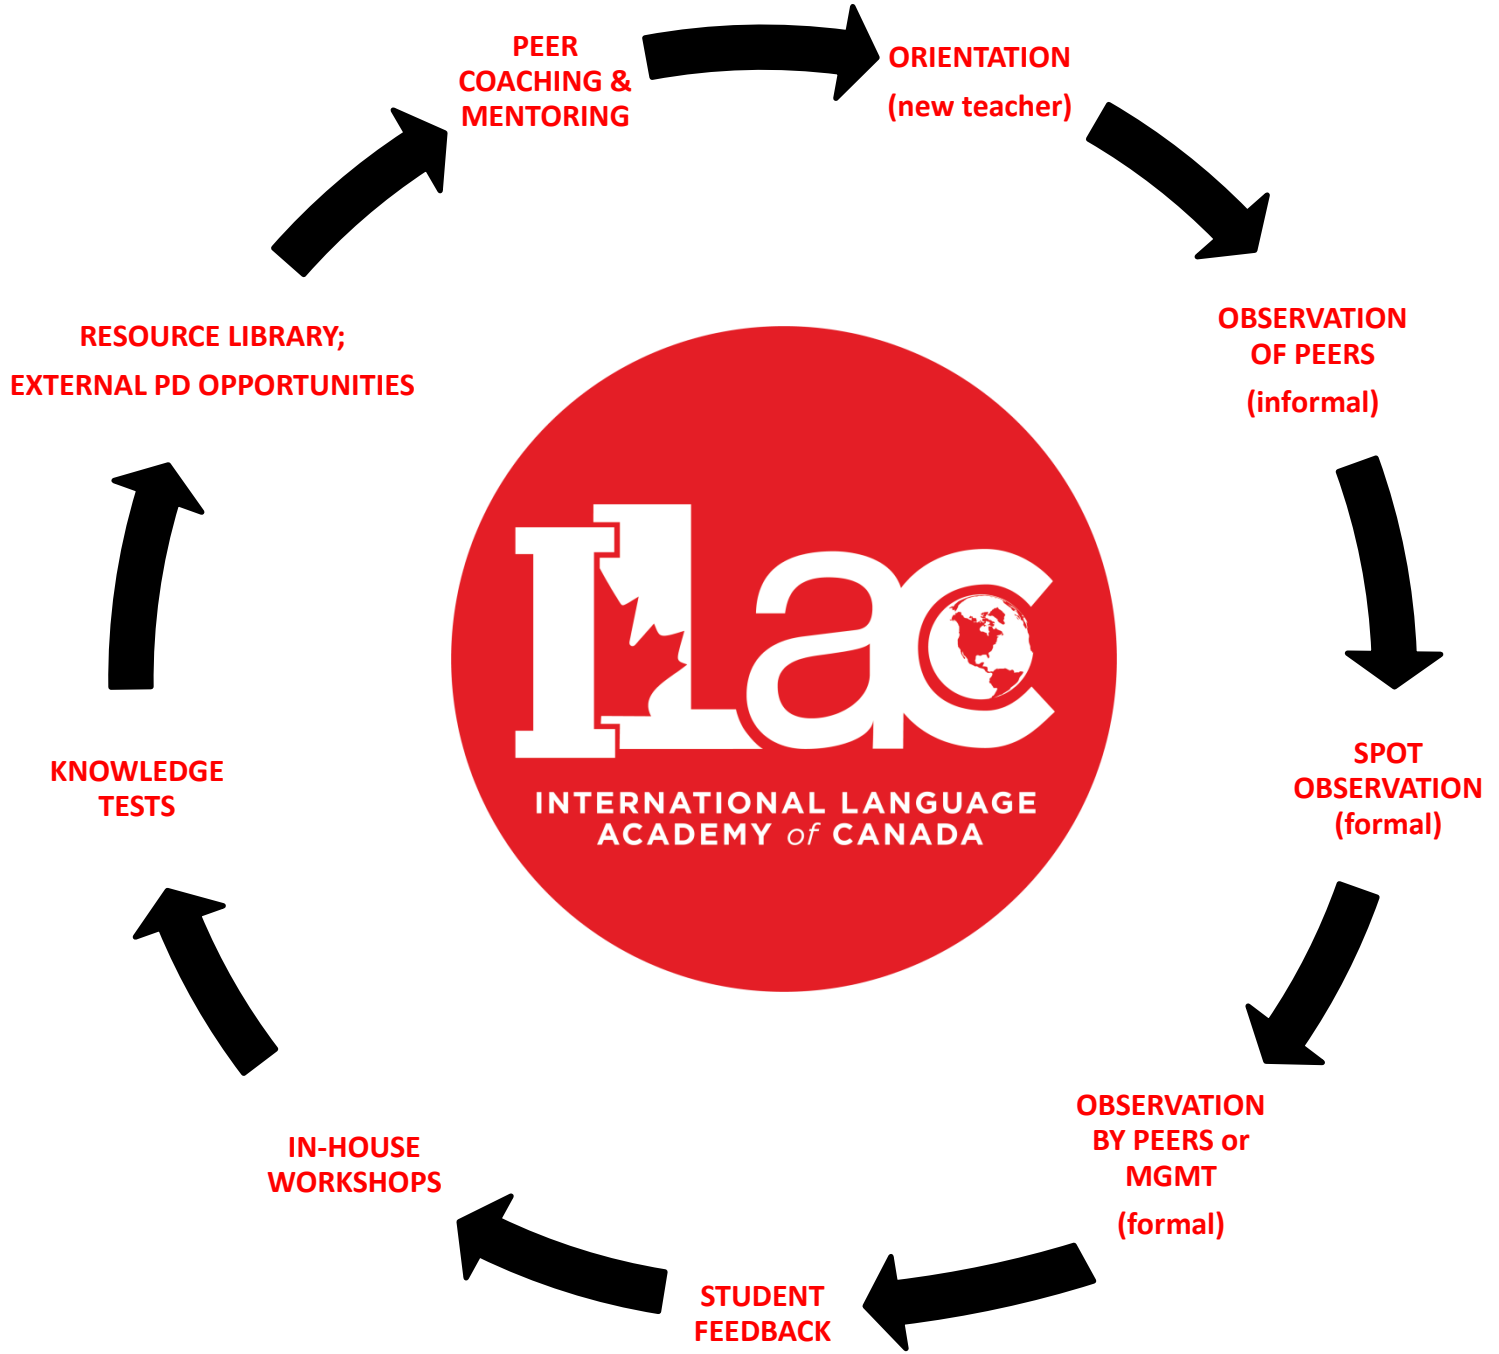 PEER
COACHING &
MENTORING
ORIENTATION
(new teacher)
OBSERVATION
OF PEERS
(informal)
SPOT
OBSERVATION
(formal)
OBSERVATION
BY PEERS or
MGMT
(formal)
STUDENT
FEEDBACK
IN-HOUSE
WORKSHOPS
KNOWLEDGE
TESTS
RESOURCE LIBRARY;
EXTERNAL PD OPPORTUNITIES
ILac
INTERNATIONAL LANGUAGE
ACADEMY of CANADA